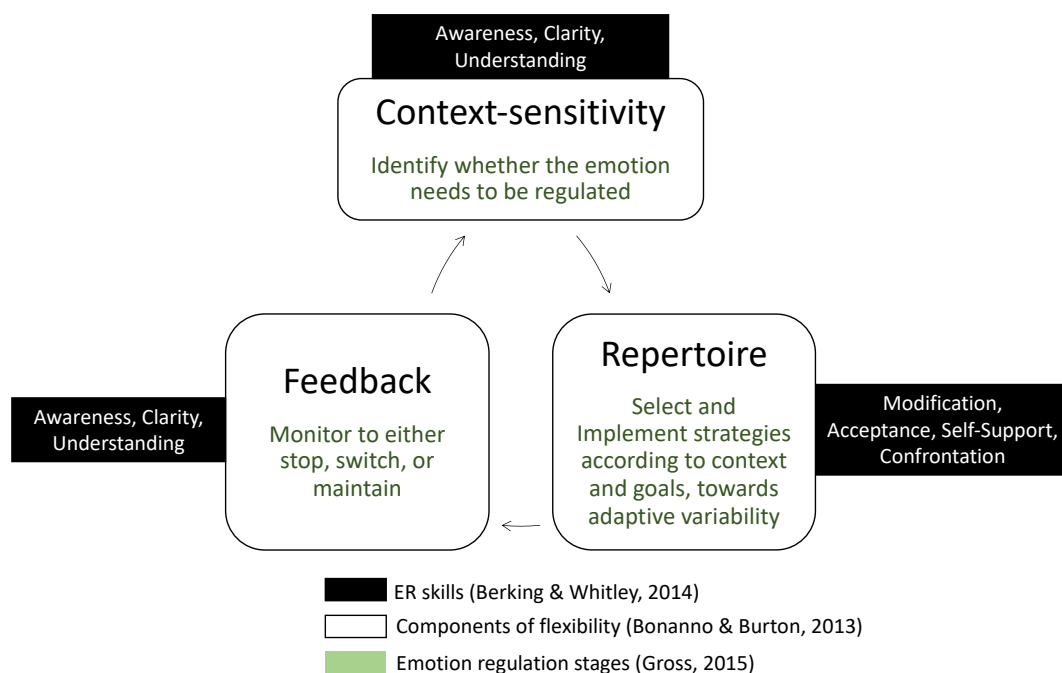 Awareness, Clarity,
Understanding
Context-sensitivity
Identify whether the emotion
needs to be regulated
Feedback
Monitor to either
stop, switch, or
maintain
Awareness, Clarity,
Understanding
Repertoire
Select and
Implement strategies
according to context
and goals, towards
adaptive variability
Modification,
Acceptance, Self-Support,
Confrontation
ER skills (Berking & Whitley, 2014)
Components of flexibility (Bonanno & Burton, 2013)
Emotion regulation stages (Gross, 2015)